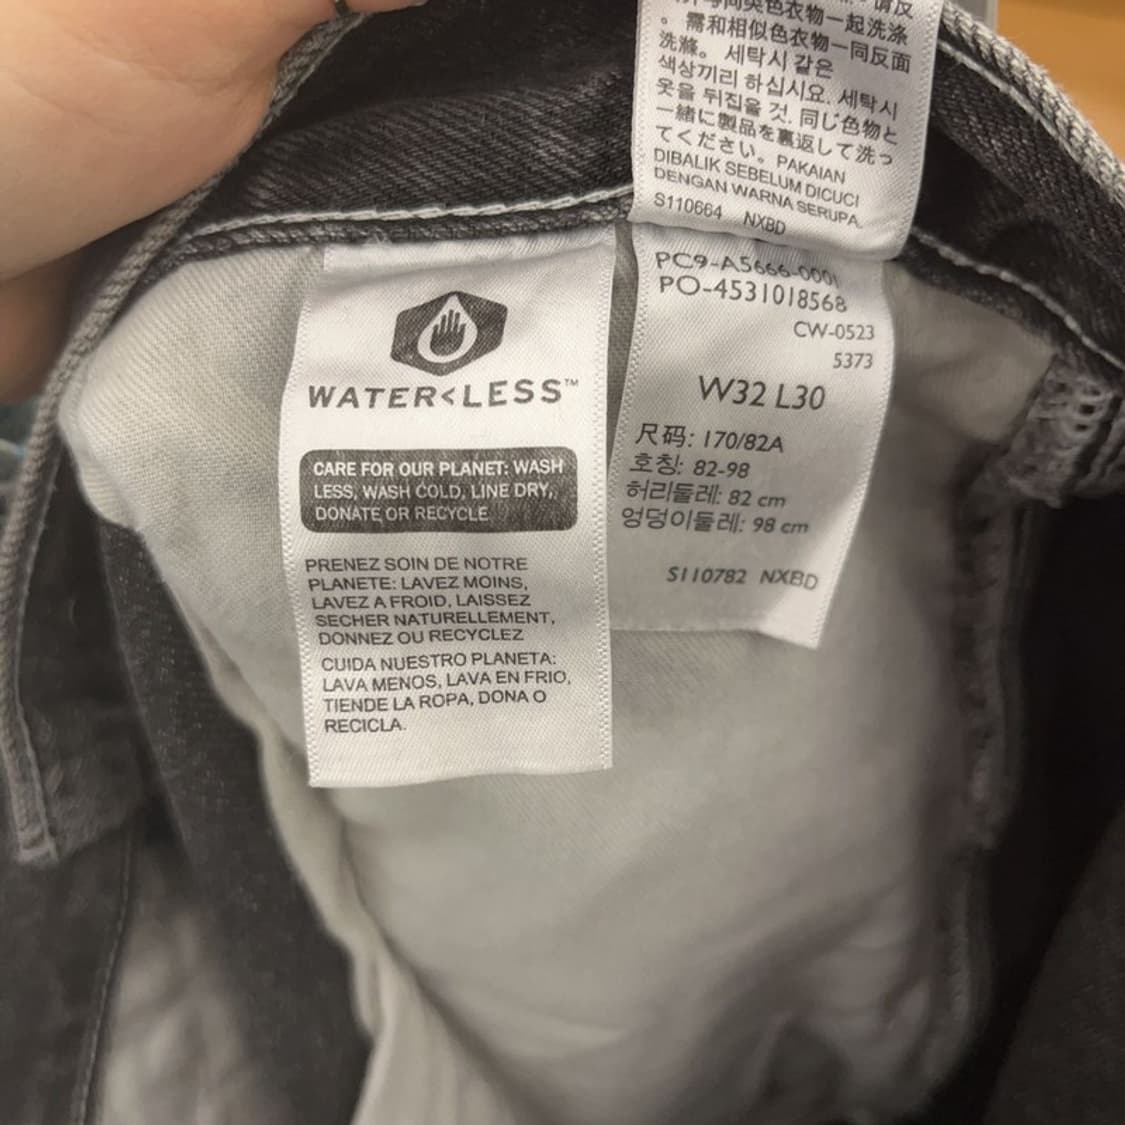 。需和相似色衣物一同反面
洗滌。세탁시 같은
색상끼리 하십시요. 세탁시
옷을 뒤집을 것. 同じ色物と
一緒に製品を裏返して洗っ
てください。PAKAIAN
DIBALIK SEBELUM DICUCI
DENGAN WARNA SERUPA.
S110664 NXBD
WATER<LESS™
CARE FOR OUR PLANET: WASH
LESS, WASH COLD, LINE DRY,
DONATE OR RECYCLE
PRENEZ SOIN DE NOTRE
PLANETE: LAVEZ MOINS,
LAVEZ A FROID, LAISSEZ
SECHER NATURELLEMENT,
DONNEZ OU RECYCLEZ
CUIDA NUESTRO PLANETA:
LAVA MENOS, LAVA EN FRIO,
TIENDE LA ROPA, DONA O
RECICLA.
PC9-A5666-0001
PO-4531018568
CW-0523
5373
W32 L30
尺码: 170/82A
호칭: 82-98
허리둘레: 82 cm
엉덩이둘레: 98 cm
S110782 NXBD